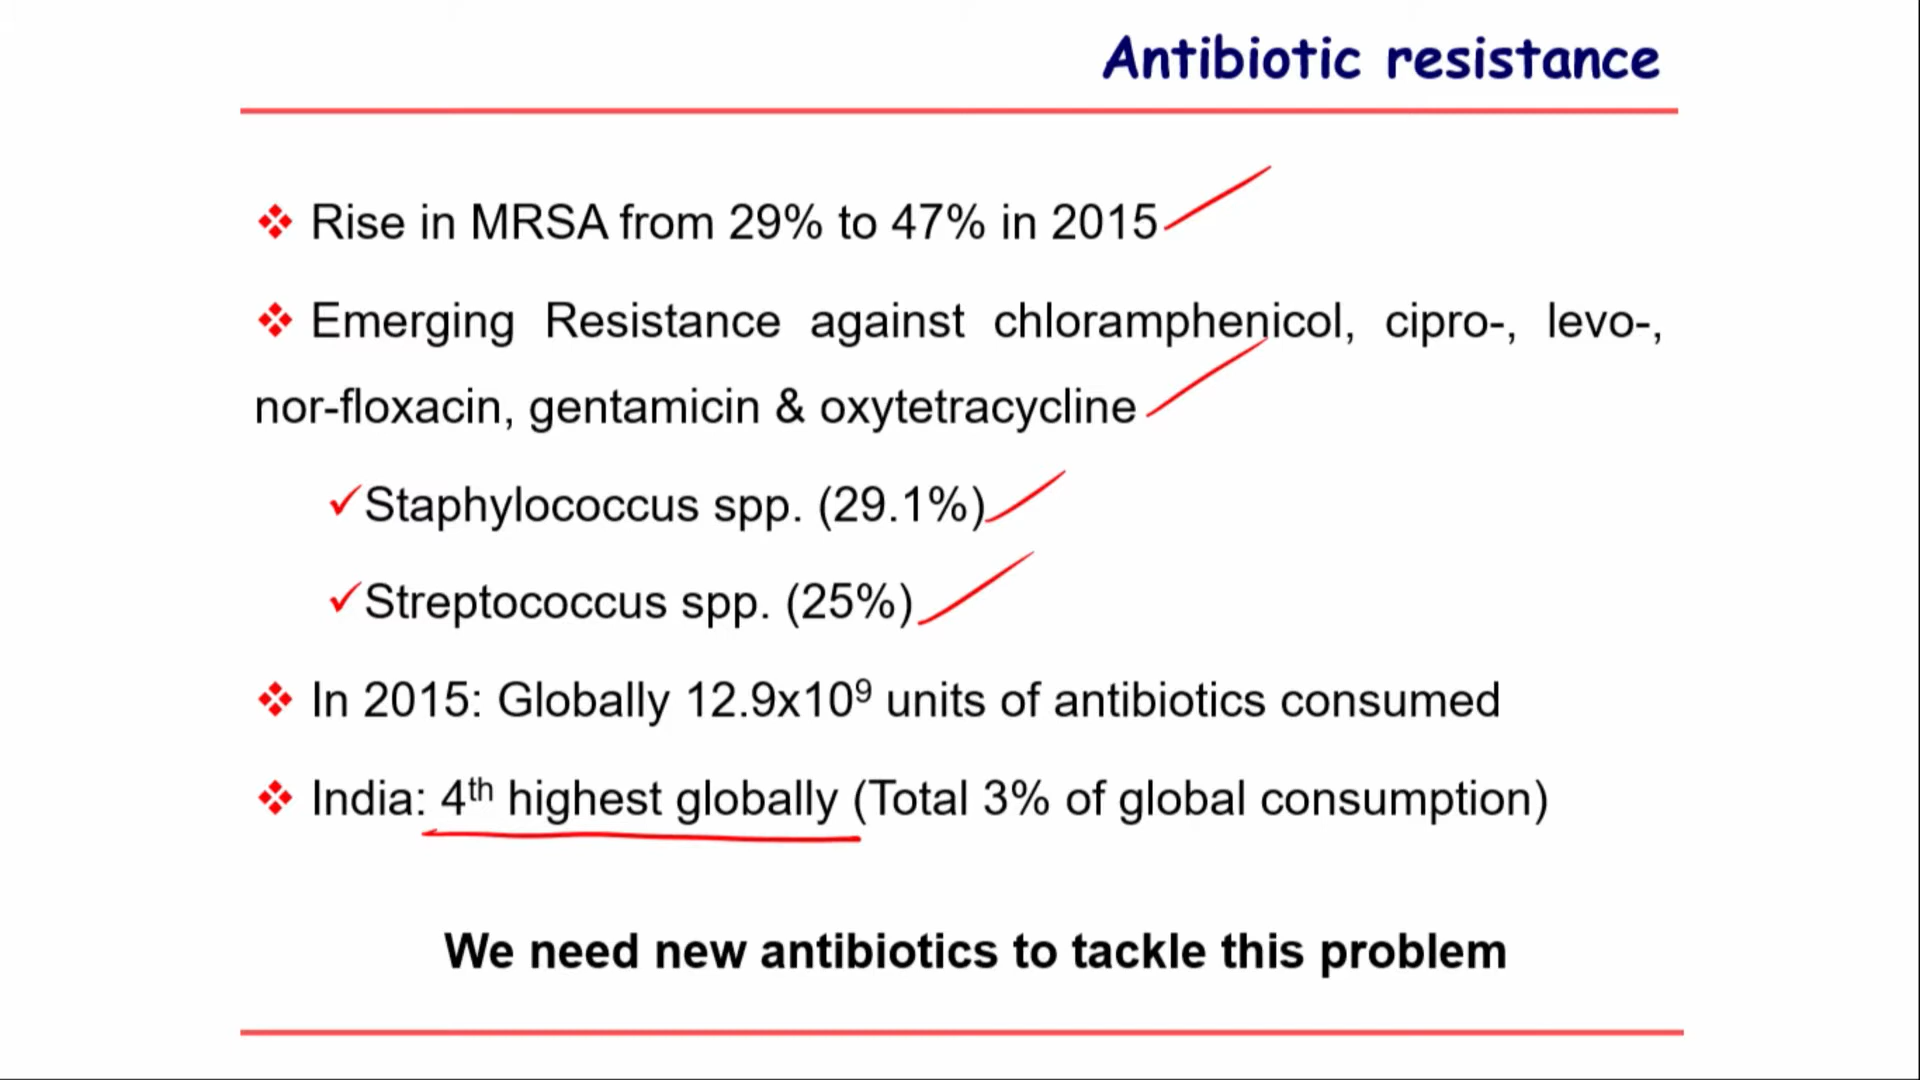 Antibiotic resistance
❖ Rise in MRSA from 29% to 47% in 2015
❖ Emerging Resistance against chloramphenicol, cipro-, levo-,
nor-floxacin, gentamicin & oxytetracycline
✓Staphylococcus spp. (29.1%)
✓Streptococcus spp. (25%)
❖ In 2015: Globally 12.9x10⁹ units of antibiotics consumed
❖ India: 4th highest globally (Total 3% of global consumption)
We need new antibiotics to tackle this problem